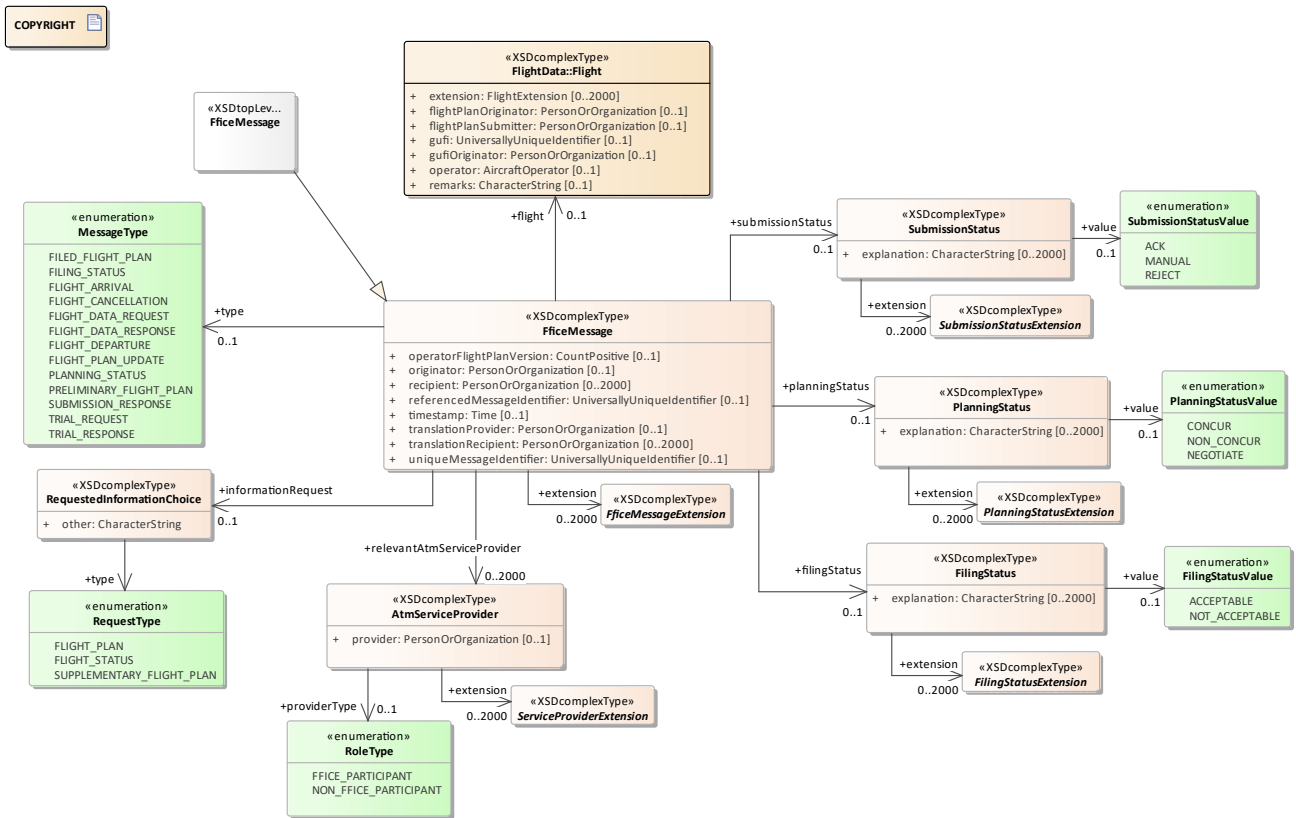 COPYRIGHT
«XSDcomplexType»
FlightData::Flight
+ extension: FlightExtension [0..2000]
+ flightPlanOriginator: PersonOrOrganization [0..1]
+ flightPlanSubmitter: PersonOrOrganization [0..1]
+ gufi: UniversallyUniqueIdentifier [0..1]
+ gufiOriginator: PersonOrOrganization [0..1]
+ operator: AircraftOperator [0..1]
+ remarks: CharacterString [0..1]
«XSDtopLev...
FficeMessage
+flight 0..1
«enumeration»
MessageType
FILED_FLIGHT_PLAN
FILING_STATUS
FLIGHT_ARRIVAL
FLIGHT_CANCELLATION
FLIGHT_DATA_REQUEST
FLIGHT_DATA_RESPONSE
FLIGHT_DEPARTURE
FLIGHT_PLAN_UPDATE
PLANNING_STATUS
PRELIMINARY_FLIGHT_PLAN
SUBMISSION_RESPONSE
TRIAL_REQUEST
TRIAL_RESPONSE
+type
0..1
«XSDcomplexType»
FficeMessage
+ operatorFlightPlanVersion: CountPositive [0..1]
+ originator: PersonOrOrganization [0..1]
+ recipient: PersonOrOrganization [0..2000]
+ referencedMessageIdentifier: UniversallyUniqueIdentifier [0..1]
+ timestamp: Time [0..1]
+ translationProvider: PersonOrOrganization [0..1]
+ translationRecipient: PersonOrOrganization [0..2000]
+ uniqueMessageIdentifier: UniversallyUniqueIdentifier [0..1]
+submissionStatus
0..1
«XSDcomplexType»
SubmissionStatus
+ explanation: CharacterString [0..2000]
+value
0..1
«enumeration»
SubmissionStatusValue
ACK
MANUAL
REJECT
+extension
0..2000
«XSDcomplexType»
SubmissionStatusExtension
+planningStatus
0..1
«XSDcomplexType»
PlanningStatus
+ explanation: CharacterString [0..2000]
+value
0..1
«enumeration»
PlanningStatusValue
CONCUR
NON_CONCUR
NEGOTIATE
+extension
0..2000
«XSDcomplexType»
PlanningStatusExtension
«XSDcomplexType»
RequestedInformationChoice
+ other: CharacterString
+informationRequest
0..1
+extension
0..2000
«XSDcomplexType»
FficeMessageExtension
+relevantAtmServiceProvider
0..2000
+type
«enumeration»
RequestType
FLIGHT_PLAN
FLIGHT_STATUS
SUPPLEMENTARY_FLIGHT_PLAN
«XSDcomplexType»
AtmServiceProvider
+ provider: PersonOrOrganization [0..1]
+filingStatus
0..1
«XSDcomplexType»
FilingStatus
+ explanation: CharacterString [0..2000]
+value
0..1
«enumeration»
FilingStatusValue
ACCEPTABLE
NOT_ACCEPTABLE
+extension
0..2000
«XSDcomplexType»
FilingStatusExtension
+providerType 0..1
+extension
0..2000
«XSDcomplexType»
ServiceProviderExtension
«enumeration»
RoleType
FFICE_PARTICIPANT
NON_FFICE_PARTICIPANT